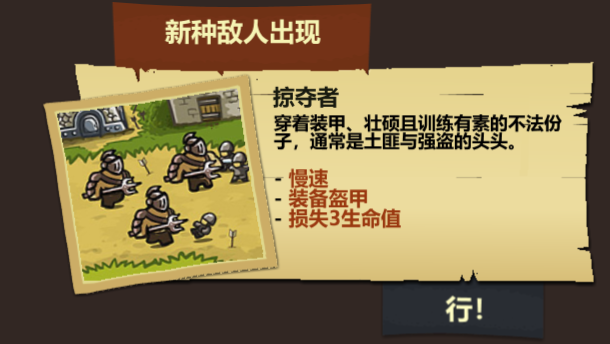 新种敌人出现
掠夺者
穿着装甲、壮硕且训练有素的不法份
子，通常是土匪与强盗的头头。
- 慢速
- 装备盔甲
- 损失3生命值
行!